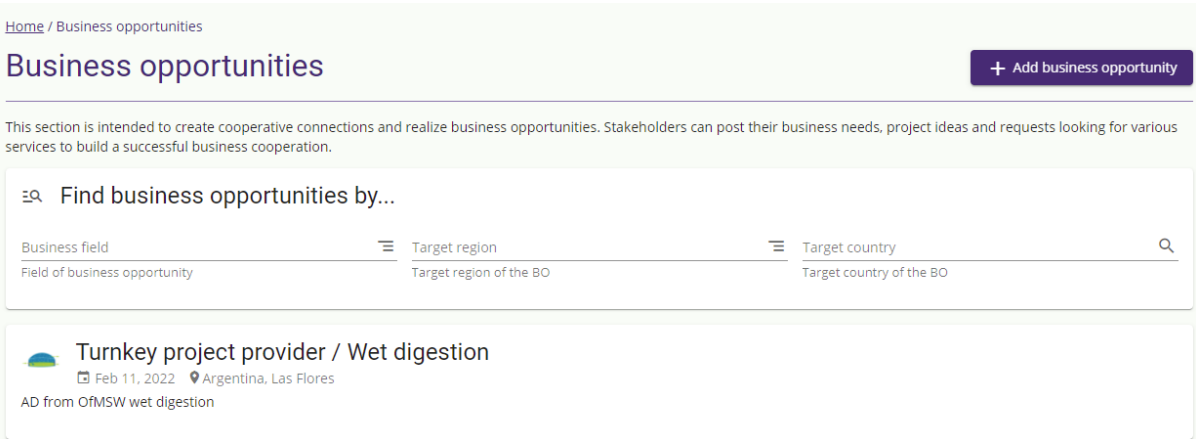 Home / Business opportunities
Business opportunities
+ Add business opportunity
This section is intended to create cooperative connections and realize business opportunities. Stakeholders can post their business needs, project ideas and requests looking for various
services to build a successful business cooperation.
Find business opportunities by...
Business field
Target region
Target country
Field of business opportunity
Target region of the BO
Target country of the BO
Turnkey project provider / Wet digestion
Feb 11, 2022 Argentina, Las Flores
AD from OfMSW wet digestion